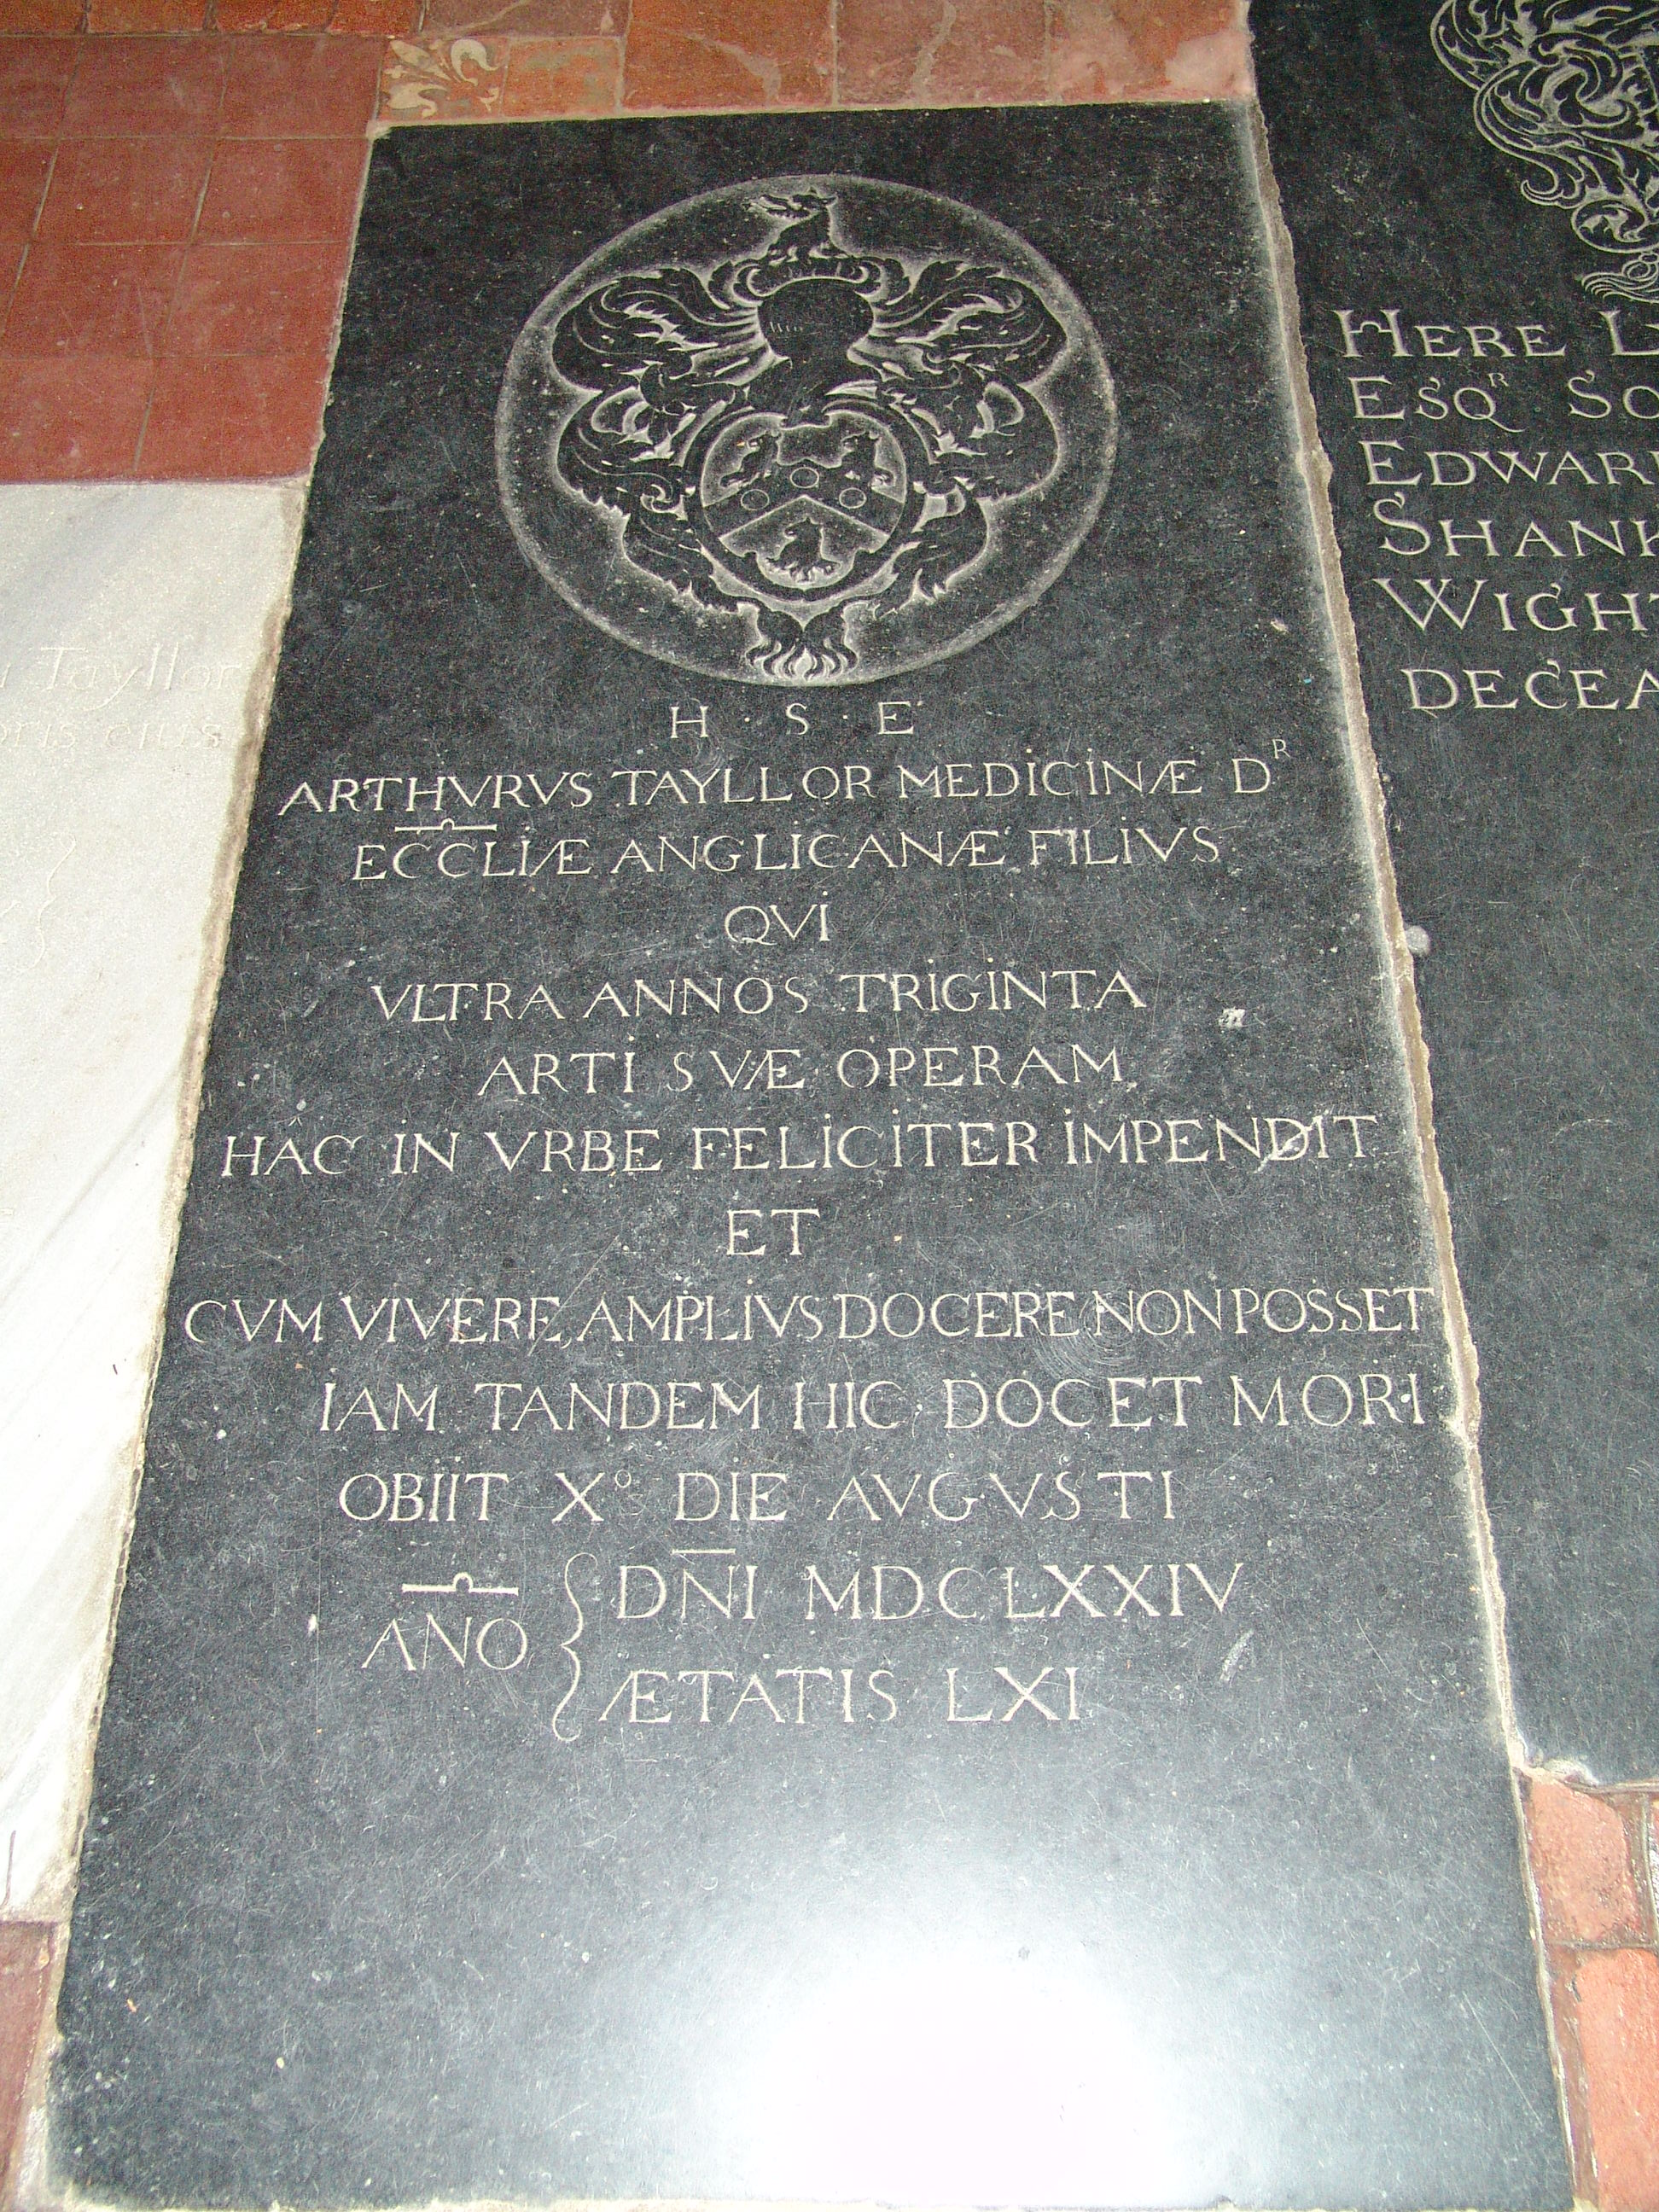 H · S · E
ARTHVRVS TAYLLOR MEDICINÆ DR
ECCLIÆ ANGLICANÆ FILIVS
QVI
VLTRA ANNOS TRIGINTA
ARTI SVÆ OPERAM
HÂC IN VRBE FELICITER IMPENDIT
ET
CVM VIVERE AMPLIVS DOCERE NON POSSET
IAM TANDEM HIC DOCET MORI
OBIIT Xº DIE AVGVSTI
ANO { DNI MDCLXXIV
ÆTATIS LXI
HERE
ESQR
EDWAR
SHANK
WIGHT
DECEA
Tayllor